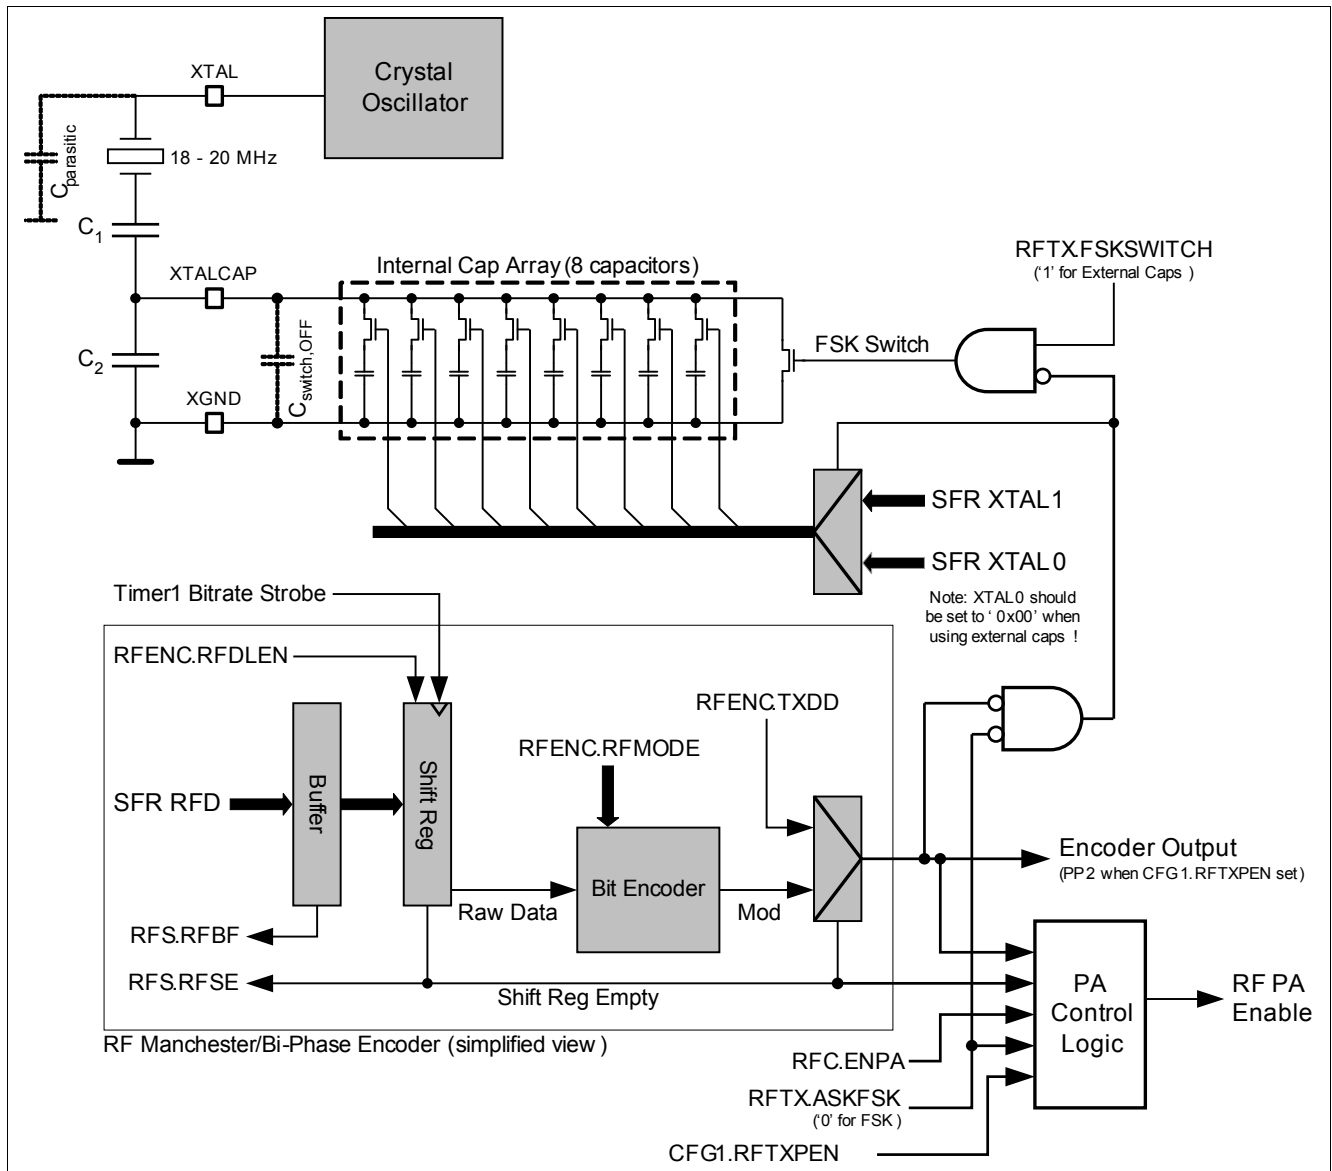 XTAL
Crystal
Oscillator
Cparasitic
18 - 20 MHz
C1
RFTX.FSKSWITCH
('1' for External Caps )
Internal Cap Array (8 capacitors)
XTALCAP
FSK Switch
C2
Cswitch,OFF
XGND
SFR XTAL1
SFR XTAL0
Note: XTAL0 should
be set to ' 0x00' when
using external caps !
Timer1 Bitrate Strobe
RFENC.RFDLEN
RFENC.TXDD
RFENC.RFMODE
SFR RFD
Buffer
Shift Reg
Bit Encoder
Raw Data
Mod
Encoder Output
(PP2 when CFG1.RFTXPEN set)
RFS.RFBF
RFS.RFSE
Shift Reg Empty
PA
Control
Logic
RF PA
Enable
RF Manchester/Bi-Phase Encoder (simplified view )
RFC.ENPA
RFTX.ASKFSK
('0' for FSK )
CFG1.RFTXPEN